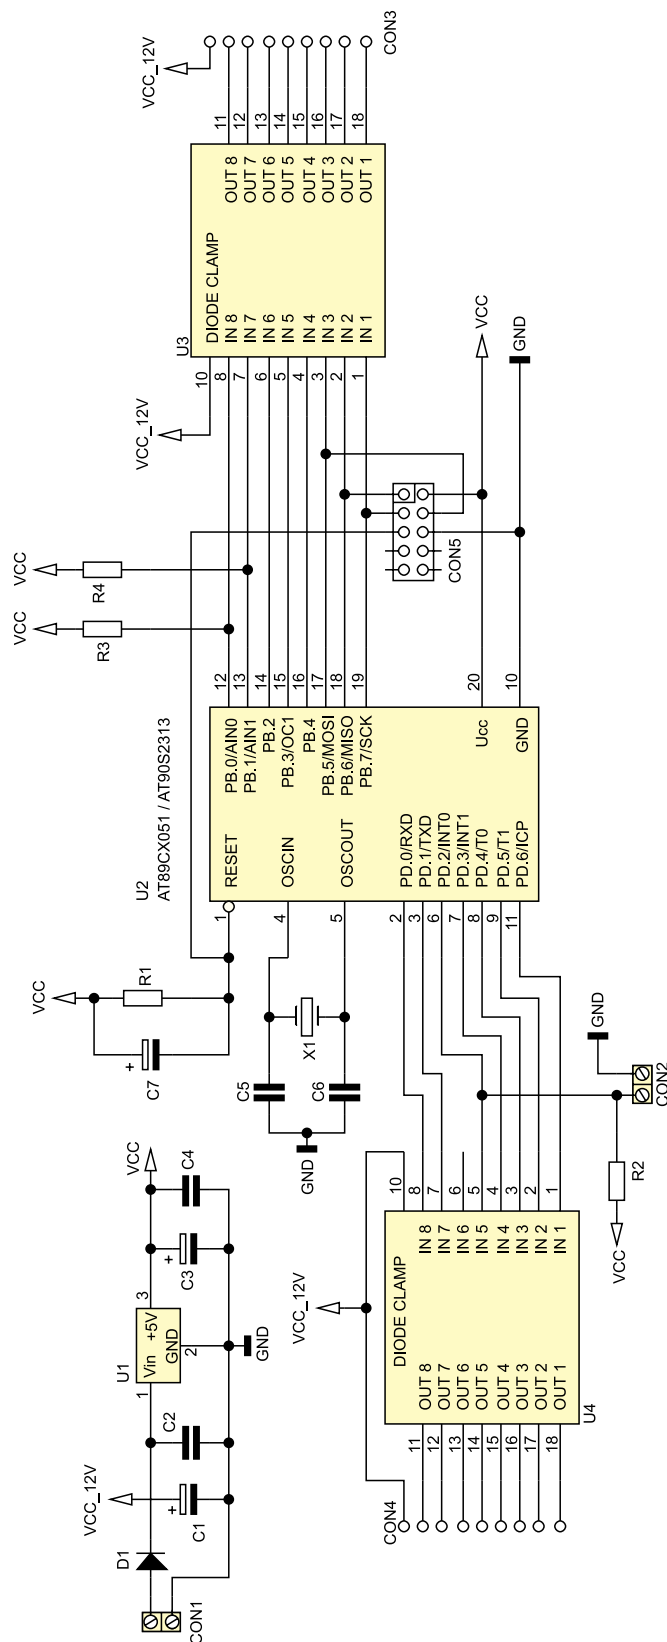 VCC_12V
CON3
11
12
13
14
15
16
17
18
OUT 8
OUT 7
OUT 6
OUT 5
OUT 4
OUT 3
OUT 2
OUT 1
DIODE CLAMP
IN 8
IN 7
IN 6
IN 5
IN 4
IN 3
IN 2
IN 1
U3
10
8
7
6
5
4
3
2
1
VCC_12V
VCC
GND
VCC
R4
VCC
R3
CON5
12
13
14
15
16
17
18
19
20
10
PB.0/AIN0
PB.1/AIN1
PB.2
PB.3/OC1
PB.4
PB.5/MOSI
PB.6/MISO
PB.7/SCK
Ucc
GND
U2
AT89CX051 / AT90S2313
RESET
OSCIN
OSCOUT
PD.0/RXD
PD.1/TXD
PD.2/INT0
PD.3/INT1
PD.4/T0
PD.5/T1
PD.6/ICP
1
4
5
2
3
6
7
8
9
11
VCC
R1
+
C7
X1
C5
C6
GND
GND
CON2
R2
VCC
VCC
C4
+
C3
3
U1
Vin
+5V
GND
1
2
GND
C2
VCC_12V
+
C1
D1
CON1
VCC_12V
10
8
7
6
5
4
3
2
1
DIODE CLAMP
IN 8
IN 7
IN 6
IN 5
IN 4
IN 3
IN 2
IN 1
OUT 8
OUT 7
OUT 6
OUT 5
OUT 4
OUT 3
OUT 2
OUT 1
U4
11
12
13
14
15
16
17
18
CON4